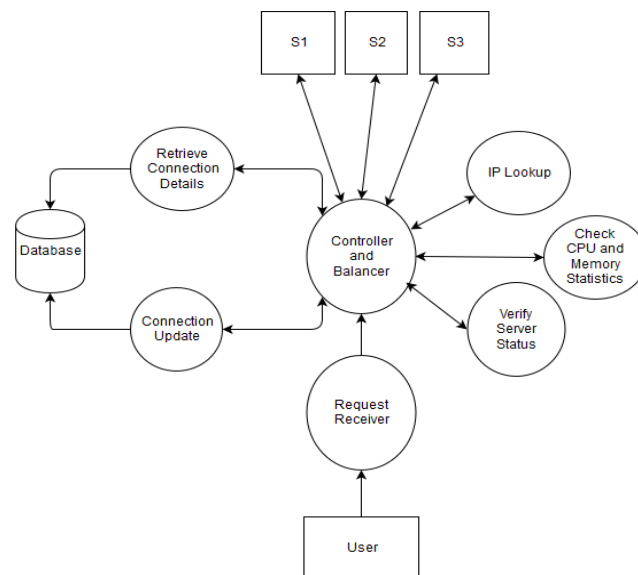 S1
S2
S3
Retrieve
Connection
Details
IP Lookup
Database
Controller
and
Balancer
Check
CPU and
Memory
Statistics
Connection
Update
Verify
Server
Status
Request
Receiver
User